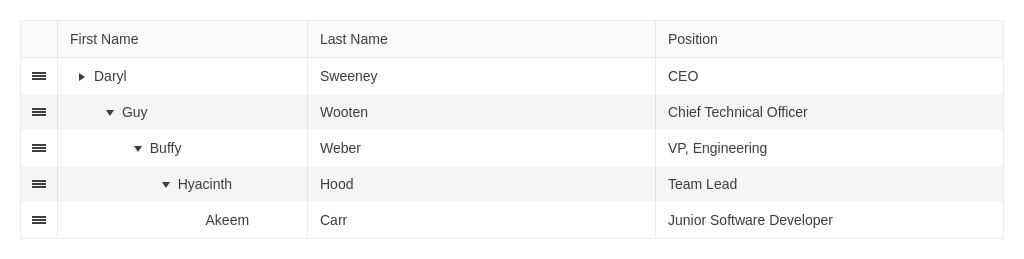 First Name Last Name Position
Daryl Sweeney CEO
Guy Wooten Chief Technical Officer
Buffy Weber VP, Engineering
Hyacinth Hood Team Lead
Akeem Carr Junior Software Developer